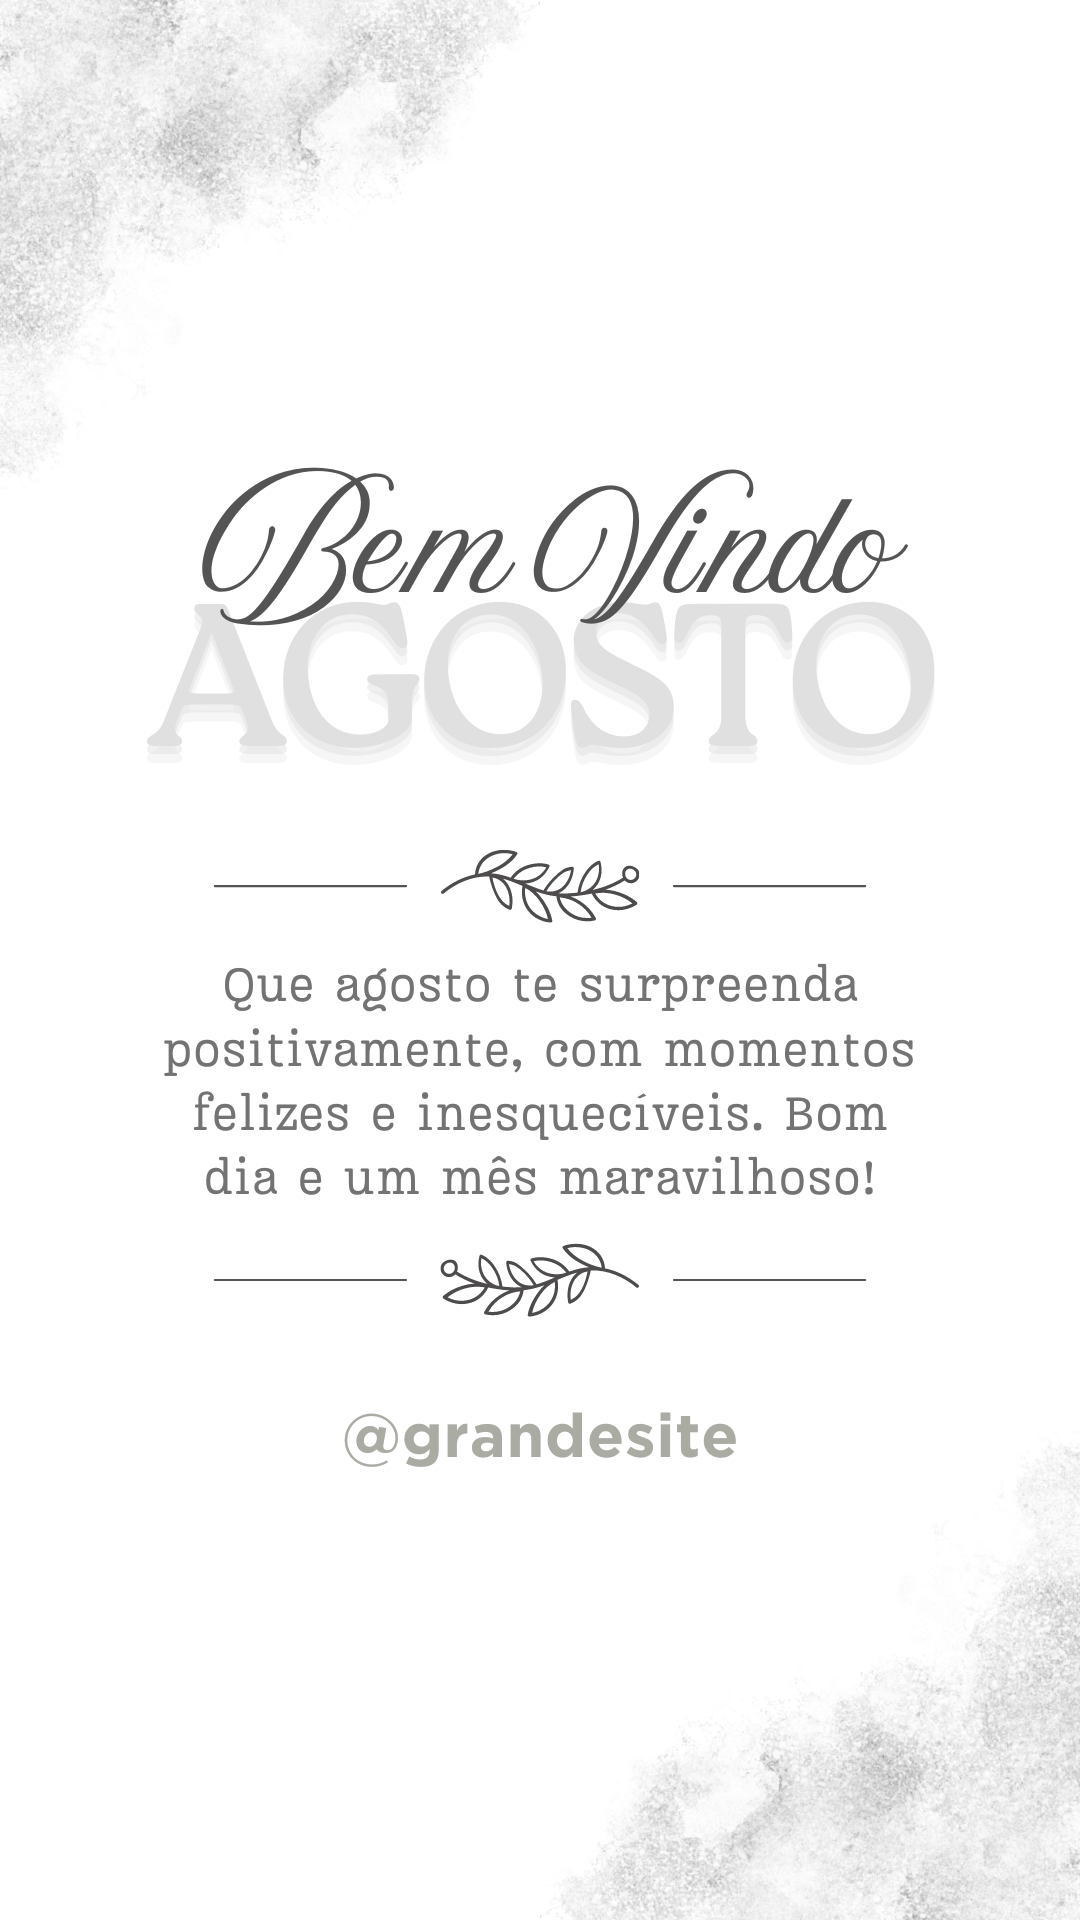 Bem Vindo
AGOSTO
Que agosto te surpreenda
positivamente, com momentos
felizes e inesquecíveis. Bom
dia e um mês maravilhoso!
@grandesite